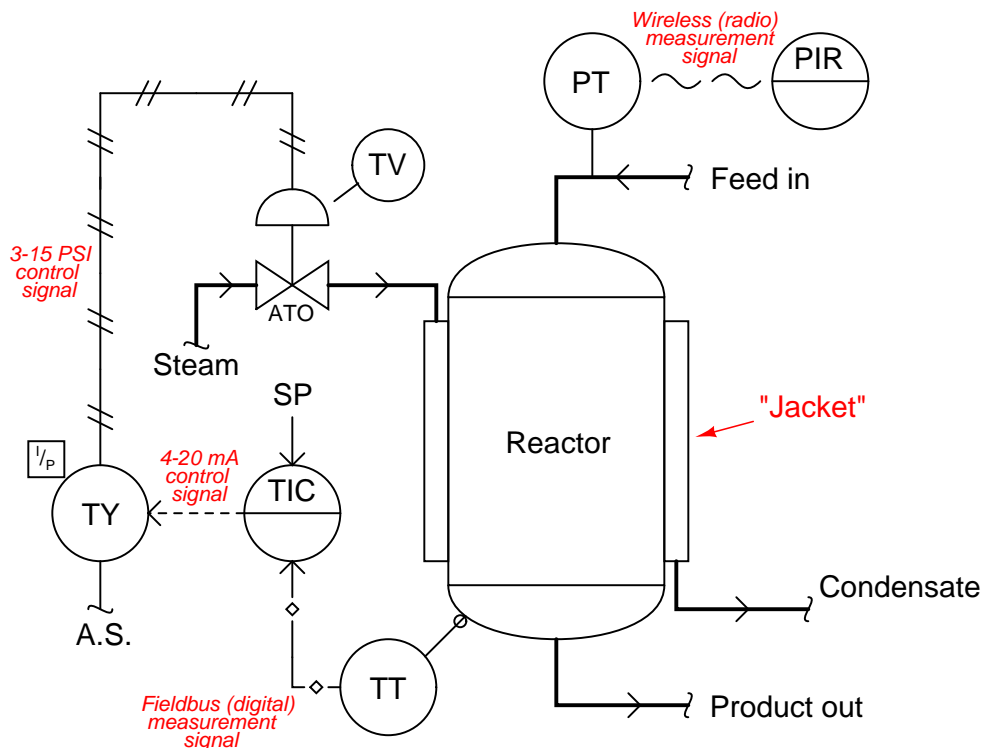 Wireless (radio)
measurement
signal
PT
PIR
Feed in
TV
3-15 PSI
control
signal
ATO
Steam
SP
"Jacket"
Reactor
I/P
4-20 mA
control
signal
TIC
TY
Condensate
A.S.
TT
Fieldbus (digital)
measurement
signal
Product out